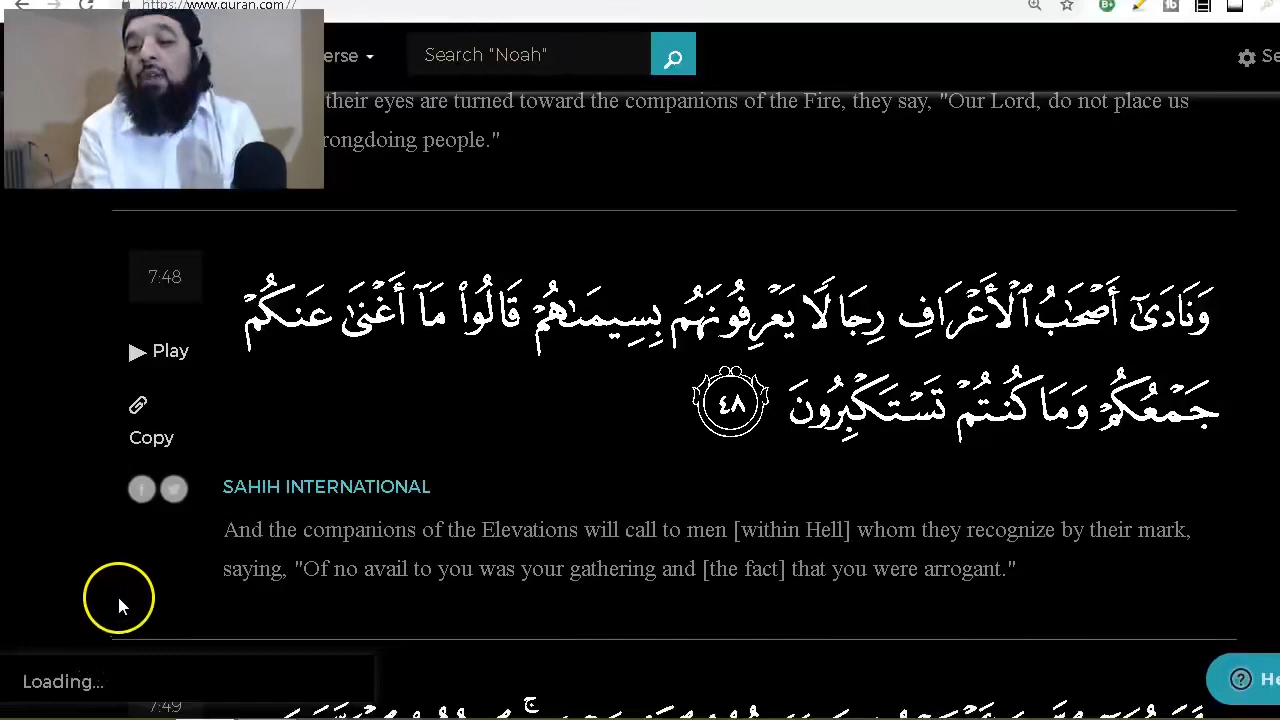 https://www.quran.com//
erse
Search "Noah"
Se
their eyes are turned toward the companions of the Fire, they say, "Our Lord, do not place us
rongdoing people."
7:48
وَنَادَىٰٓ أَصْحَٰبُ ٱلْأَعْرَافِ رِجَالًا يَعْرِفُونَهُم بِسِيمَىٰهُمْ قَالُوا۟ مَآ أَغْنَىٰ عَنكُمْ
جَمْعُكُمْ وَمَا كُنتُمْ تَسْتَكْبِرُونَ ٤٨
Play
Copy
SAHIH INTERNATIONAL
And the companions of the Elevations will call to men [within Hell] whom they recognize by their mark,
saying, "Of no avail to you was your gathering and [the fact] that you were arrogant."
Loading...
He
7:49